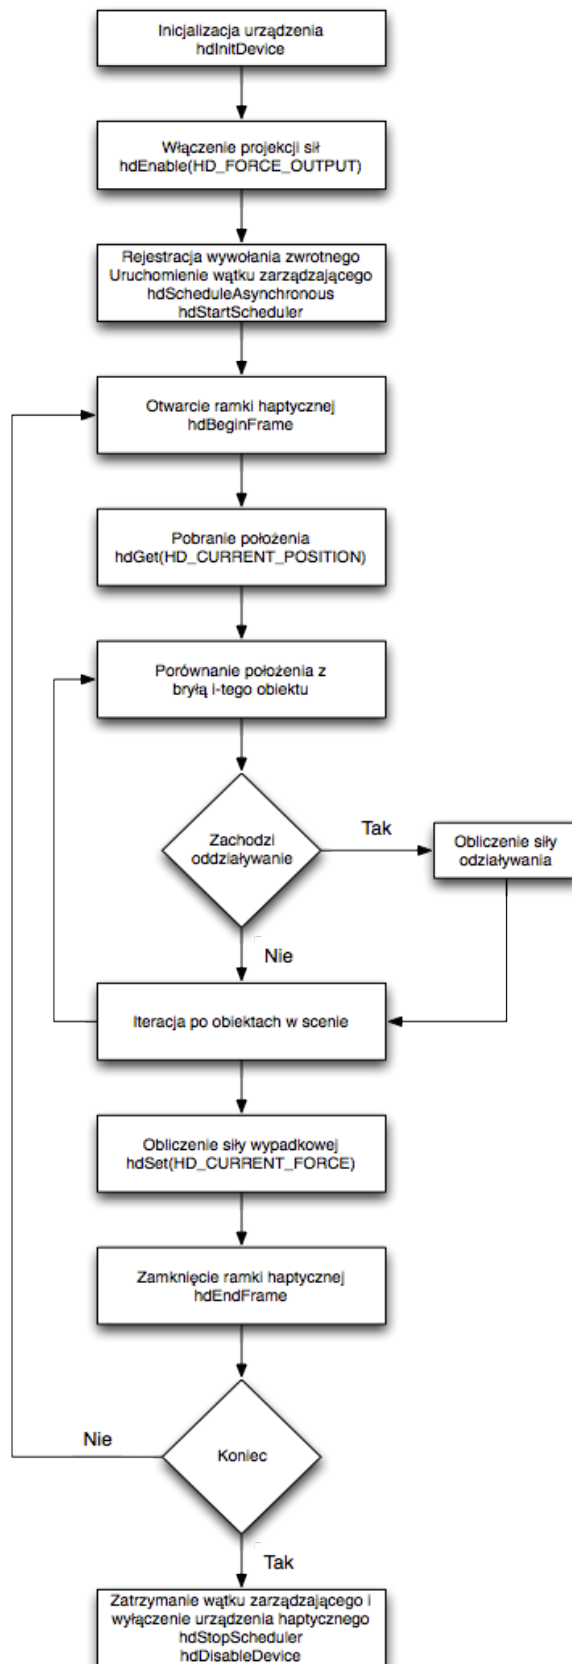 Inicjalizacja urządzenia
hdInitDevice
Włączenie projekcji sił
hdEnable(HD_FORCE_OUTPUT)
Rejestracja wywołania zwrotnego
Uruchomienie wątku zarządzającego
hdScheduleAsynchronous
hdStartScheduler
Otwarcie ramki haptycznej
hdBeginFrame
Pobranie położenia
hdGet(HD_CURRENT_POSITION)
Porównanie położenia z
bryłą i-tego obiektu
Zachodzi
oddziaływanie
Tak
Obliczenie siły
odziaływania
Nie
Iteracja po obiektach w scenie
Obliczenie siły wypadkowej
hdSet(HD_CURRENT_FORCE)
Zamknięcie ramki haptycznej
hdEndFrame
Nie
Koniec
Tak
Zatrzymanie wątku zarządzającego i
wyłączenie urządzenia haptycznego
hdStopScheduler
hdDisableDevice